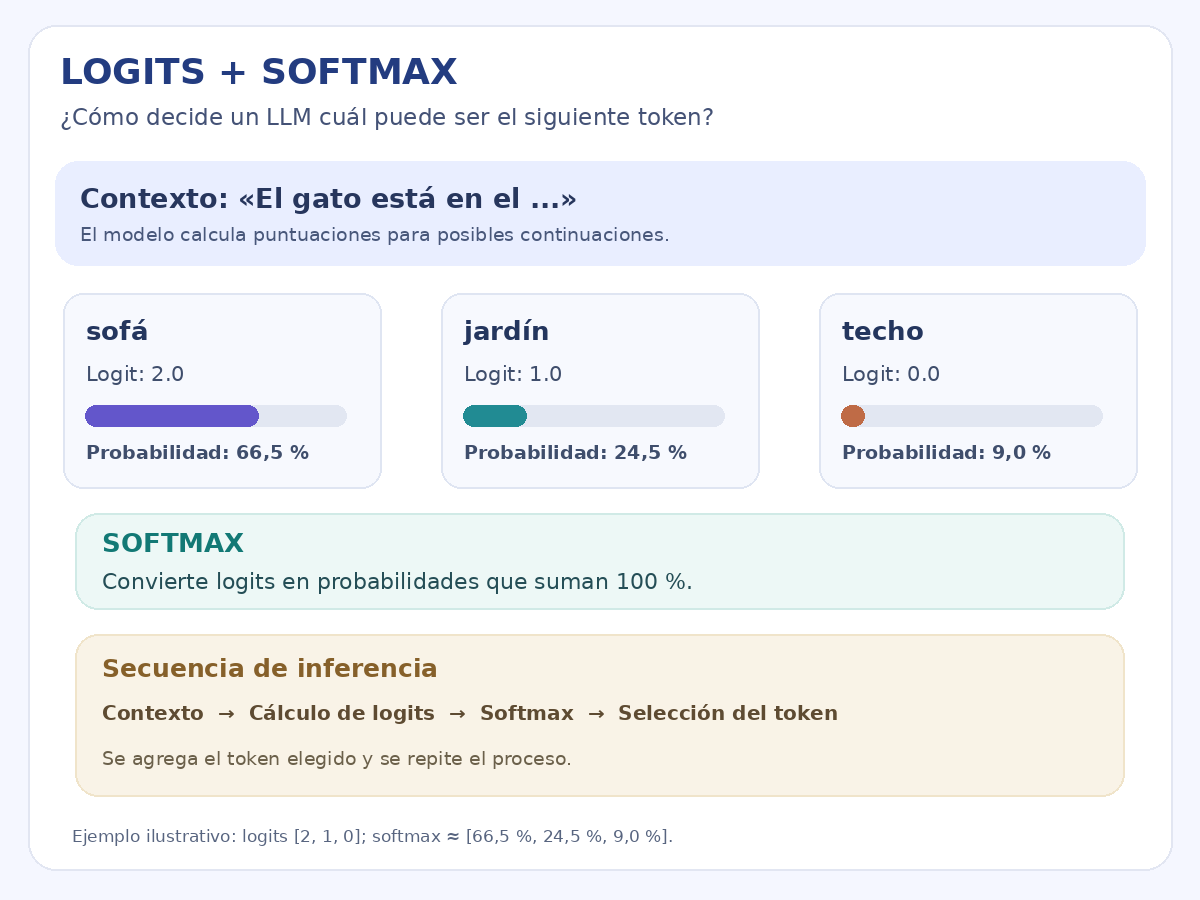 LOGITS + SOFTMAX
¿Cómo decide un LLM cuál puede ser el siguiente token?
Contexto: «El gato está en el ...»
El modelo calcula puntuaciones para posibles continuaciones.
sofá
Logit: 2.0
Probabilidad: 66,5 %
jardín
Logit: 1.0
Probabilidad: 24,5 %
techo
Logit: 0.0
Probabilidad: 9,0 %
SOFTMAX
Convierte logits en probabilidades que suman 100 %.
Secuencia de inferencia
Contexto → Cálculo de logits → Softmax → Selección del token
Se agrega el token elegido y se repite el proceso.
Ejemplo ilustrativo: logits [2, 1, 0]; softmax ≈ [66,5 %, 24,5 %, 9,0 %].